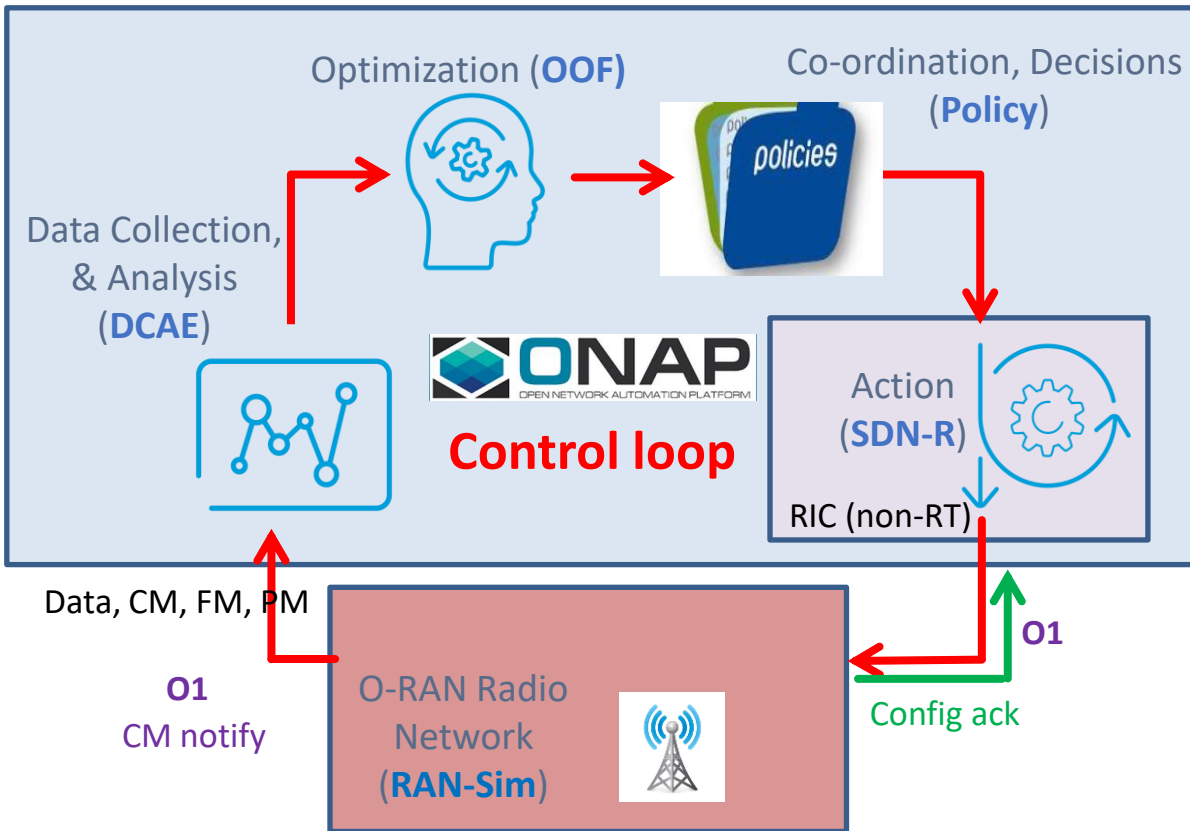 Optimization (OOF)
Co-ordination, Decisions
(Policy)
policies
Data Collection,
& Analysis
(DCAE)
ONAP
OPEN NETWORK AUTOMATION PLATFORM
Control loop
Action
(SDN-R)
RIC (non-RT)
Data, CM, FM, PM
O1
CM notify
O-RAN Radio
Network
(RAN-Sim)
O1
Config ack